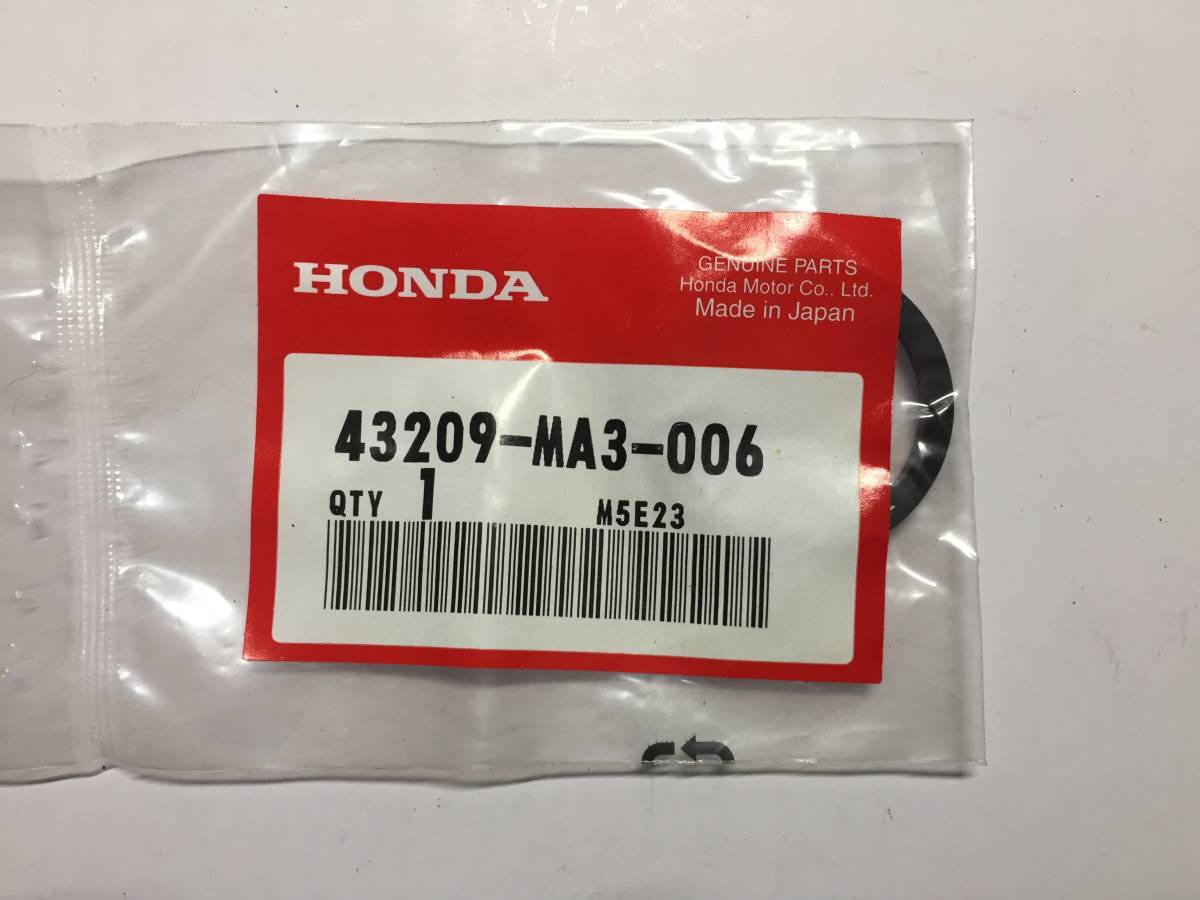 HONDA
GENUINE PARTS
Honda Motor Co., Ltd.
Made in Japan
43209-MA3-006
QTY 1 M5E23